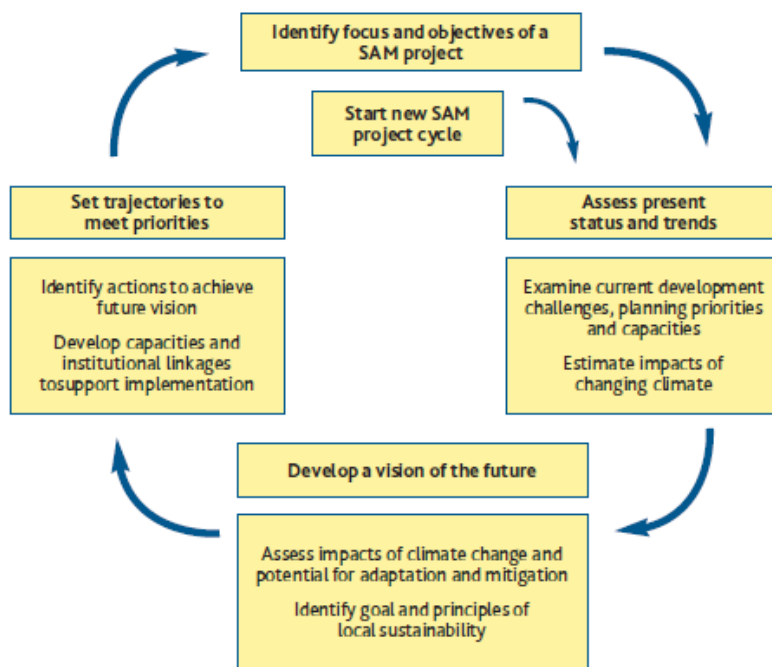 Identify focus and objectives of a
SAM project
Start new SAM
project cycle
Assess present
status and trends
Examine current development
challenges, planning priorities
and capacities
Estimate impacts of
changing climate
Develop a vision of the future
Assess impacts of climate change and
potential for adaptation and mitigation
Identify goal and principles of
local sustainability
Set trajectories to
meet priorities
Identify actions to achieve
future vision
Develop capacities and
institutional linkages
tosupport implementation